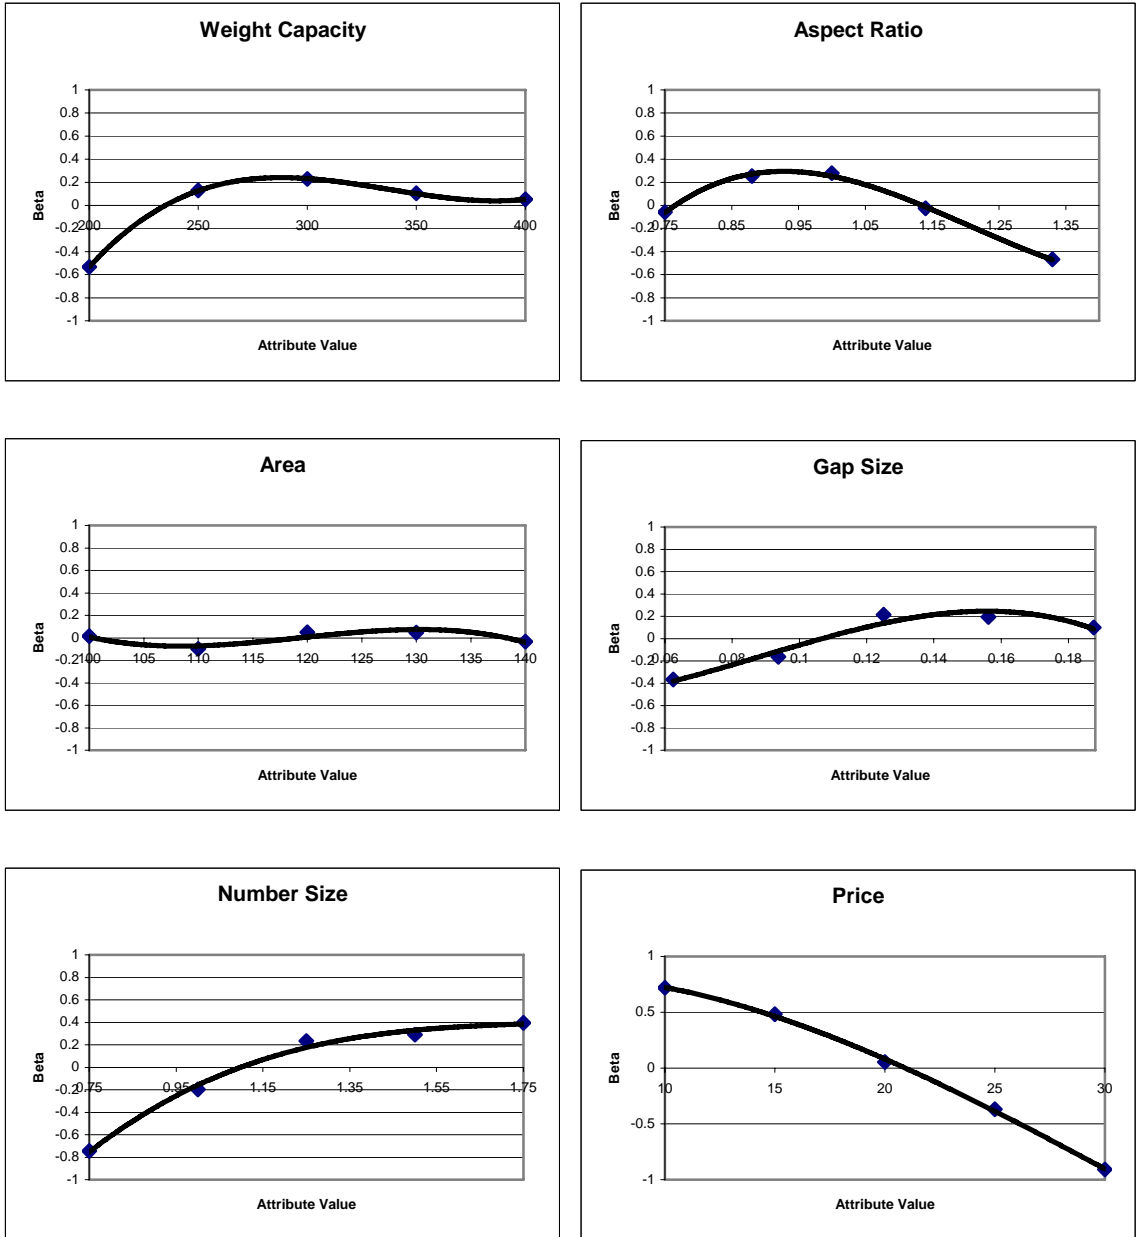 Weight Capacity
1
0.8
0.6
0.4
0.2
0
-0.2
-0.4
-0.6
-0.8
-1
200 250 300 350 400
Beta
Attribute Value
Aspect Ratio
1
0.8
0.6
0.4
0.2
0
-0.2
-0.4
-0.6
-0.8
-1
0.75 0.85 0.95 1.05 1.15 1.25 1.35
Beta
Attribute Value
Area
1
0.8
0.6
0.4
0.2
0
-0.2
-0.4
-0.6
-0.8
-1
100 105 110 115 120 125 130 135 140
Beta
Attribute Value
Gap Size
1
0.8
0.6
0.4
0.2
0
-0.2
-0.4
-0.6
-0.8
-1
0.06 0.08 0.1 0.12 0.14 0.16 0.18
Beta
Attribute Value
Number Size
1
0.8
0.6
0.4
0.2
0
-0.2
-0.4
-0.6
-0.8
-1
0.75 0.95 1.15 1.35 1.55 1.75
Beta
Attribute Value
Price
1
0.5
0
-0.5
-1
10 15 20 25 30
Beta
Attribute Value